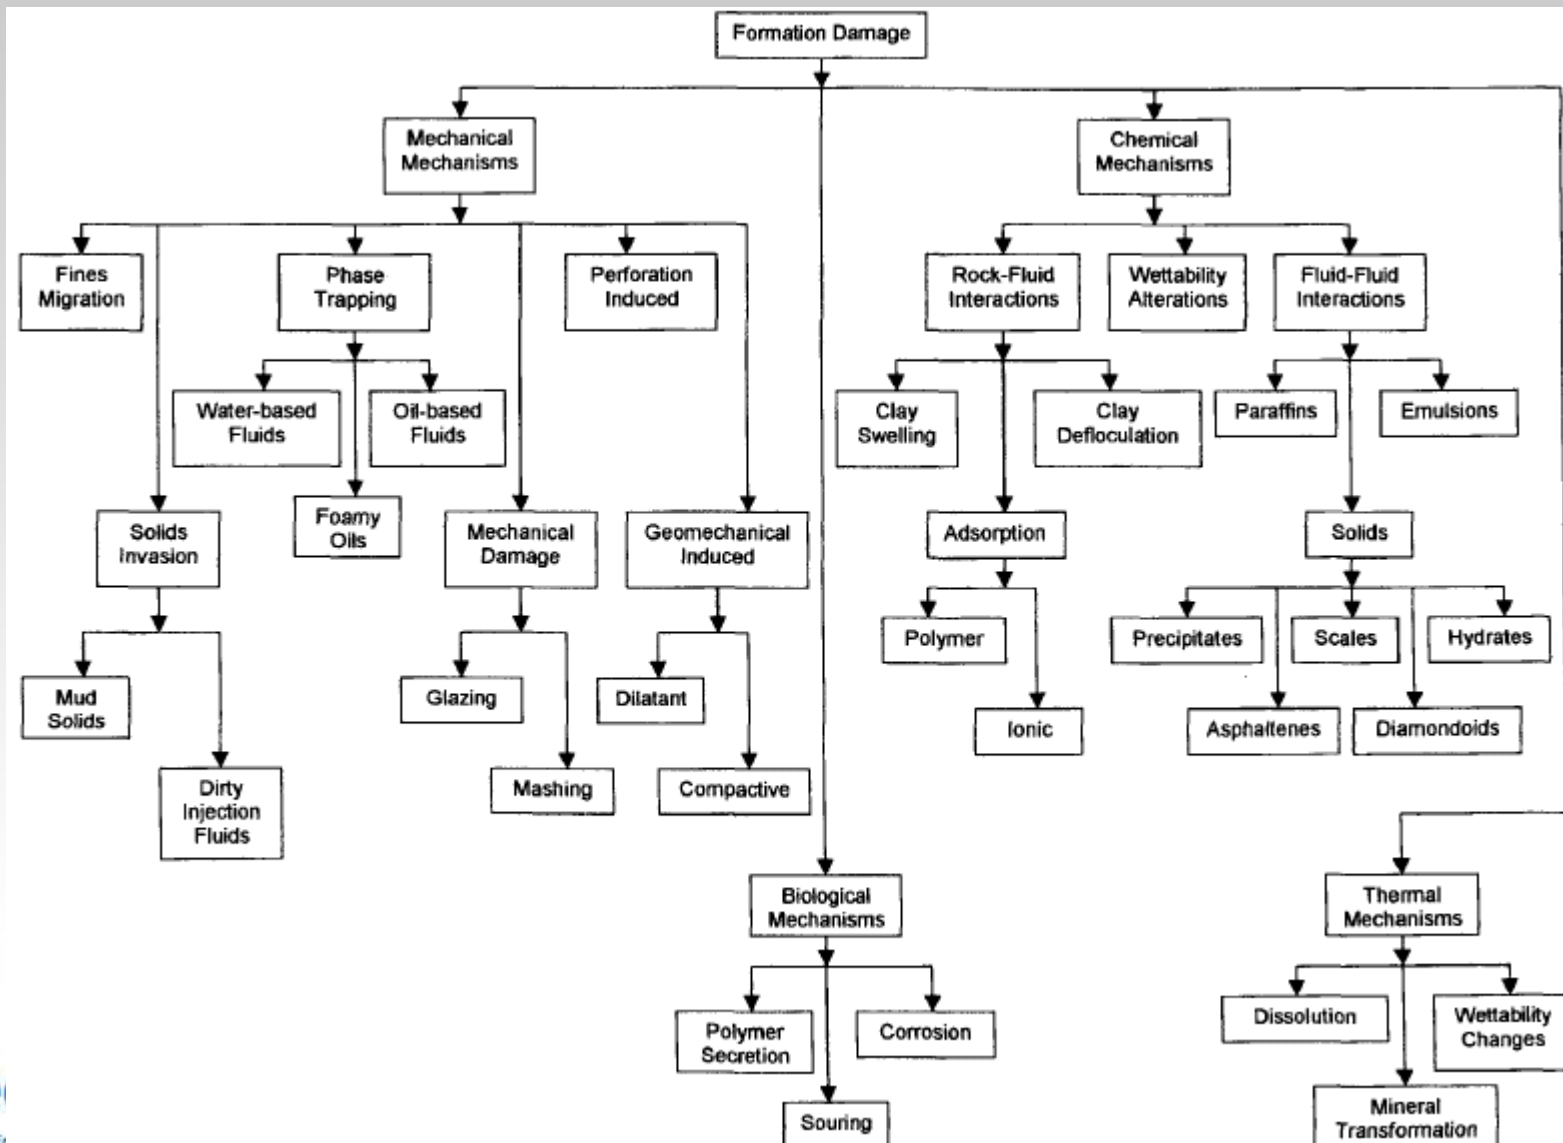 Formation Damage
Mechanical
Mechanisms
Chemical
Mechanisms
Fines
Migration
Phase
Trapping
Perforation
Induced
Rock-Fluid
Interactions
Wettability
Alterations
Fluid-Fluid
Interactions
Water-based
Fluids
Oil-based
Fluids
Clay
Swelling
Clay
Defloculation
Paraffins
Emulsions
Solids
Invasion
Foamy
Oils
Mechanical
Damage
Geomechanical
Induced
Adsorption
Solids
Polymer
Precipitates
Scales
Hydrates
Mud
Solids
Glazing
Dilatant
Ionic
Asphaltenes
Diamondoids
Dirty
Injection
Fluids
Mashing
Compactive
Biological
Mechanisms
Thermal
Mechanisms
Polymer
Secretion
Corrosion
Dissolution
Wettability
Changes
Souring
Mineral
Transformation